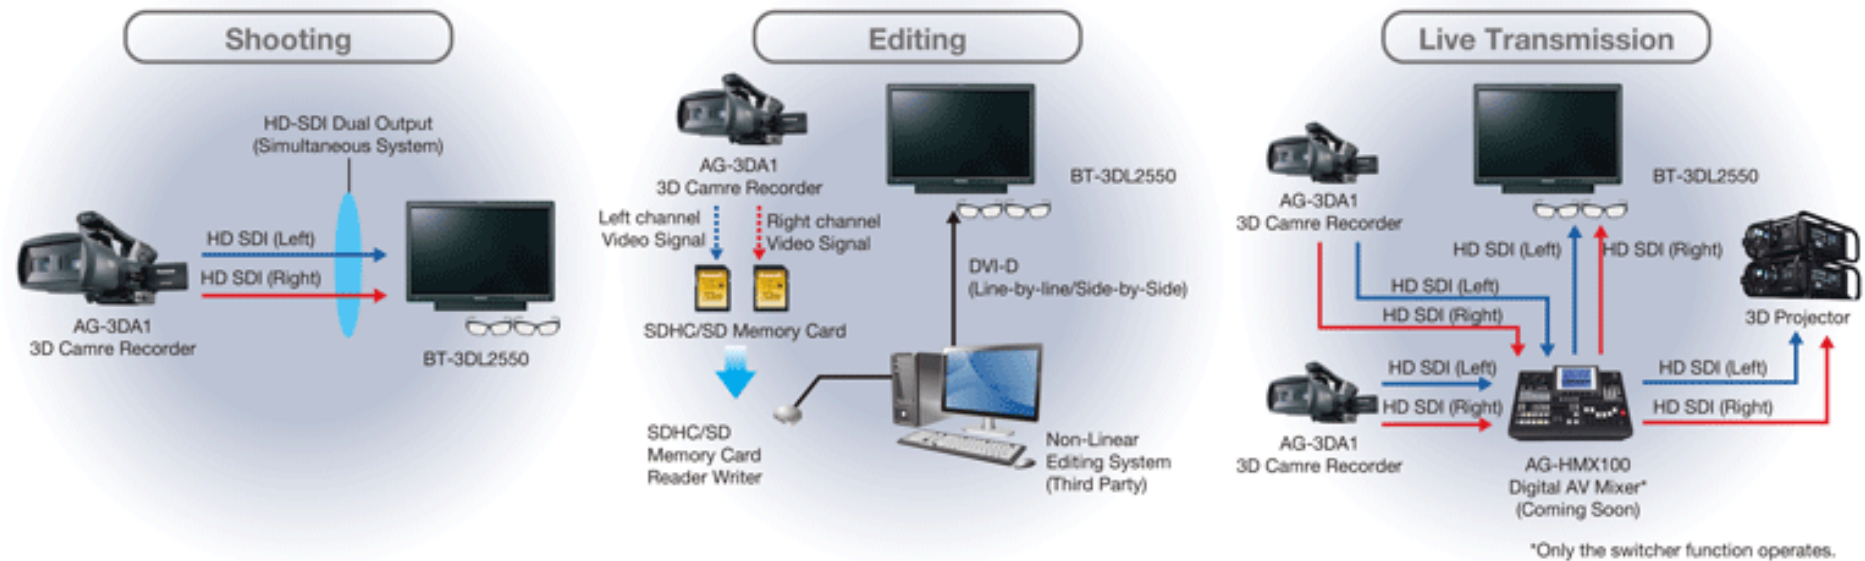 Shooting
HD-SDI Dual Output
(Simultaneous System)
HD SDI (Left)
HD SDI (Right)
AG-3DA1
3D Camre Recorder
BT-3DL2550
Editing
AG-3DA1
3D Camre Recorder
Left channel
Video Signal
Right channel
Video Signal
SDHC/SD Memory Card
SDHC/SD
Memory Card
Reader Writer
BT-3DL2550
DVI-D
(Line-by-line/Side-by-Side)
Non-Linear
Editing System
(Third Party)
Live Transmission
AG-3DA1
3D Camre Recorder
BT-3DL2550
HD SDI (Left)
HD SDI (Right)
HD SDI (Left)
HD SDI (Right)
3D Projector
HD SDI (Left)
HD SDI (Right)
AG-3DA1
3D Camre Recorder
HD SDI (Left)
HD SDI (Right)
AG-HMX100
Digital AV Mixer*
(Coming Soon)
*Only the switcher function operates.